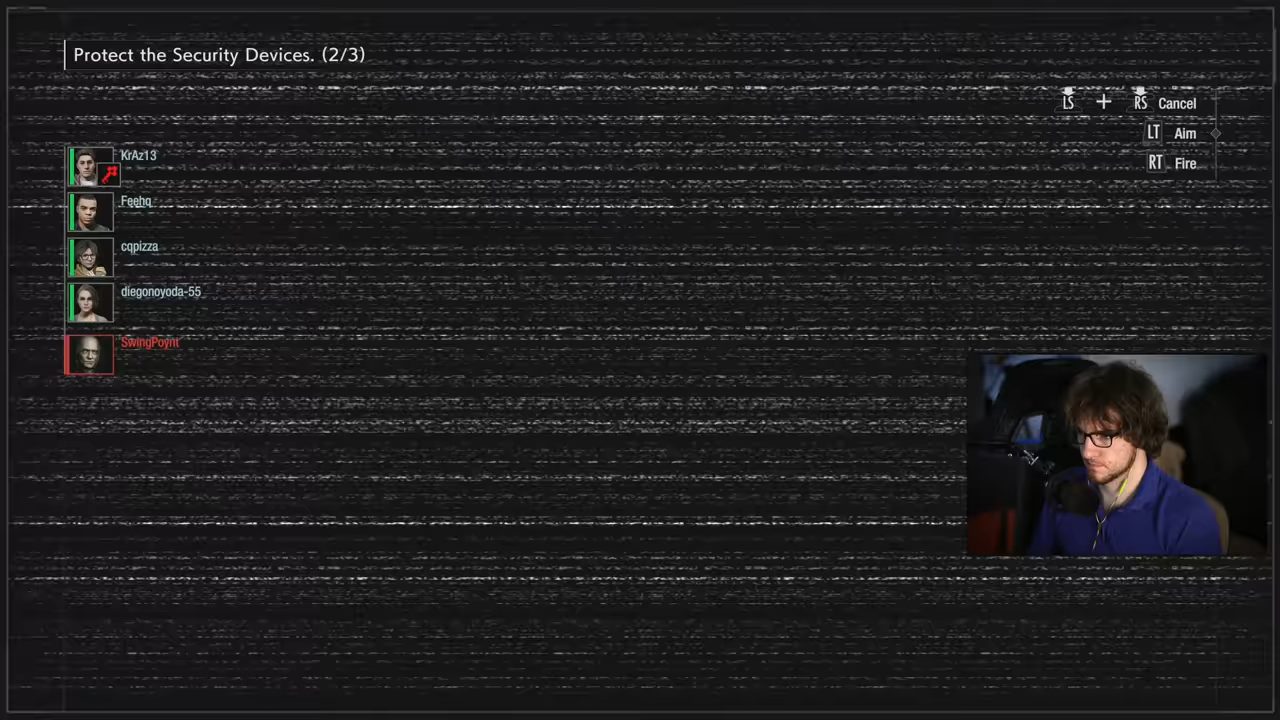 Protect the Security Devices. (2/3)
LS + RS Cancel
LT Aim
RT Fire
KrAz13
Feehq
cqpizza
diegonoyoda-55
SwingPoynt